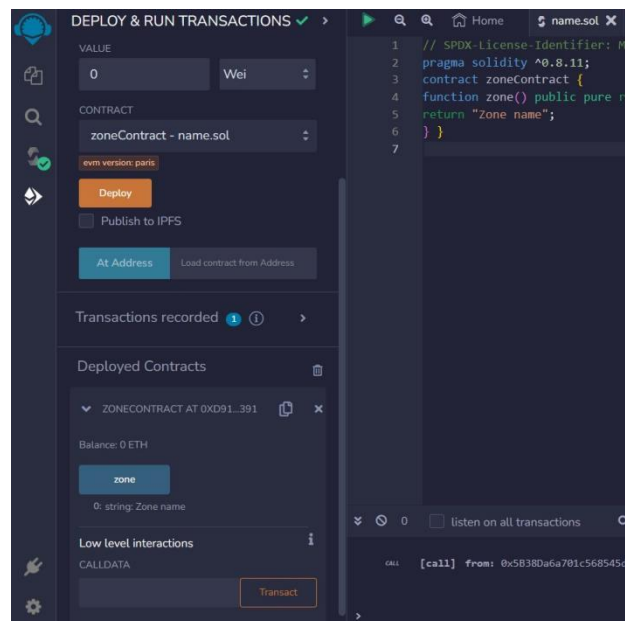 DEPLOY & RUN TRANSACTIONS
VALUE
0 Wei
CONTRACT
zoneContract - name.sol
evm version: paris
Deploy
Publish to IPFS
At Address Load contract from Address
Transactions recorded 1 i
Deployed Contracts
ZONECONTRACT AT 0XD91...391
Balance: 0 ETH
zone
0: string: Zone name
Low level interactions i
CALLDATA
Transact
Home name.sol
1 // SPDX-License-Identifier: M
2 pragma solidity ^0.8.11;
3 contract zoneContract {
4 function zone() public pure r
5 return "Zone name";
6 } }
7
0 listen on all transactions
CALL [call] from: 0x5B38Da6a701c568545d
>